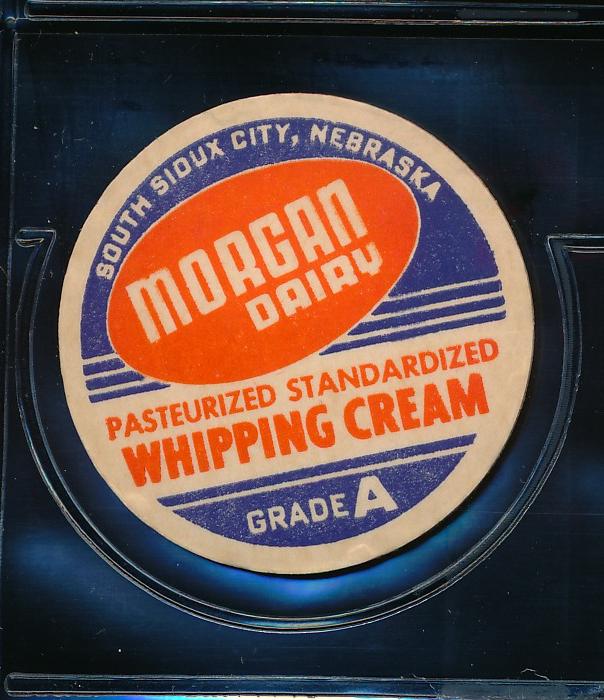 SOUTH SIOUX CITY, NEBRASKA
MORGAN
DAIRY
PASTEURIZED STANDARDIZED
WHIPPING CREAM
GRADE A